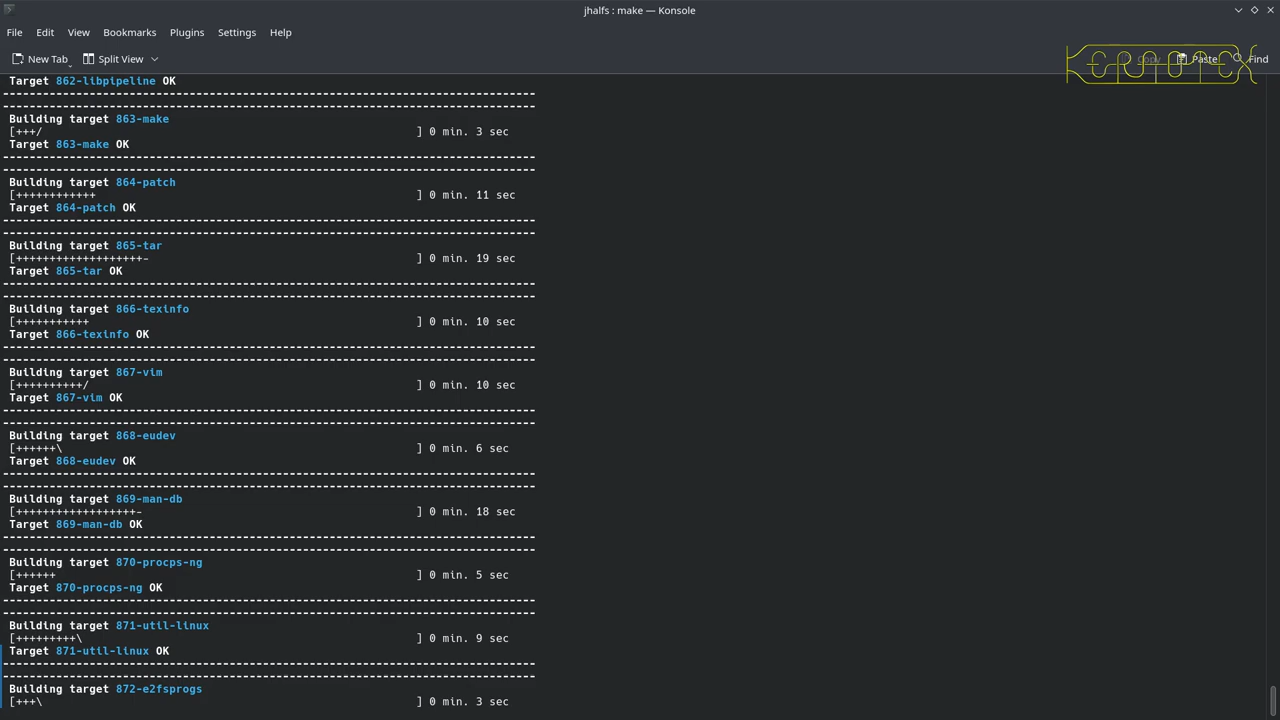 jhalfs : make — Konsole
File Edit View Bookmarks Plugins Settings Help
New Tab Split View Copy Paste Find
Target 862-libpipeline OK
--------------------------------------------------------------------------------
--------------------------------------------------------------------------------
Building target 863-make
[+++/ ] 0 min. 3 sec
Target 863-make OK
--------------------------------------------------------------------------------
--------------------------------------------------------------------------------
Building target 864-patch
[++++++++++++ ] 0 min. 11 sec
Target 864-patch OK
--------------------------------------------------------------------------------
--------------------------------------------------------------------------------
Building target 865-tar
[+++++++++++++++++++- ] 0 min. 19 sec
Target 865-tar OK
--------------------------------------------------------------------------------
--------------------------------------------------------------------------------
Building target 866-texinfo
[+++++++++++ ] 0 min. 10 sec
Target 866-texinfo OK
--------------------------------------------------------------------------------
--------------------------------------------------------------------------------
Building target 867-vim
[++++++++++/ ] 0 min. 10 sec
Target 867-vim OK
--------------------------------------------------------------------------------
--------------------------------------------------------------------------------
Building target 868-eudev
[++++++\ ] 0 min. 6 sec
Target 868-eudev OK
--------------------------------------------------------------------------------
--------------------------------------------------------------------------------
Building target 869-man-db
[++++++++++++++++++- ] 0 min. 18 sec
Target 869-man-db OK
--------------------------------------------------------------------------------
--------------------------------------------------------------------------------
Building target 870-procps-ng
[++++++ ] 0 min. 5 sec
Target 870-procps-ng OK
--------------------------------------------------------------------------------
--------------------------------------------------------------------------------
Building target 871-util-linux
[+++++++++\ ] 0 min. 9 sec
Target 871-util-linux OK
--------------------------------------------------------------------------------
--------------------------------------------------------------------------------
Building target 872-e2fsprogs
[+++\ ] 0 min. 3 sec